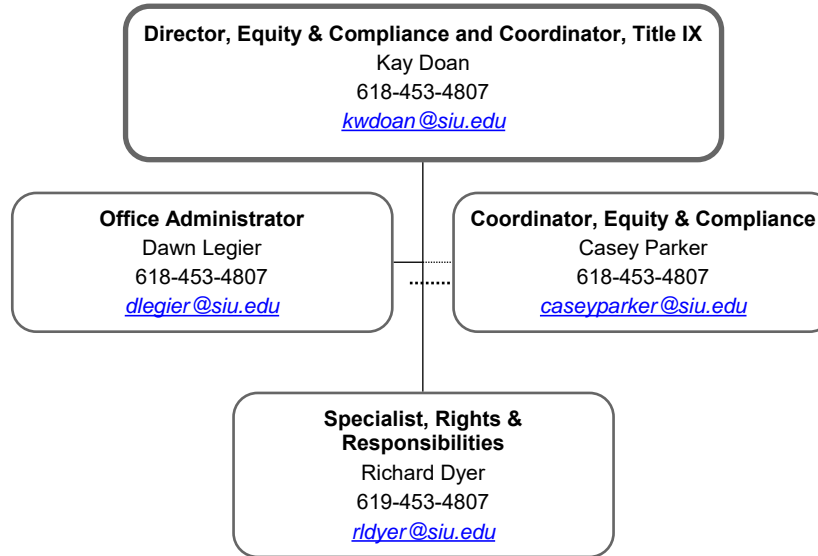 Director, Equity & Compliance and Coordinator, Title IX
Kay Doan
618-453-4807
kwdoan@siu.edu
Office Administrator
Dawn Legier
618-453-4807
dlegier@siu.edu
Coordinator, Equity & Compliance
Casey Parker
618-453-4807
caseyparker@siu.edu
Specialist, Rights &
Responsibilities
Richard Dyer
619-453-4807
rldyer@siu.edu